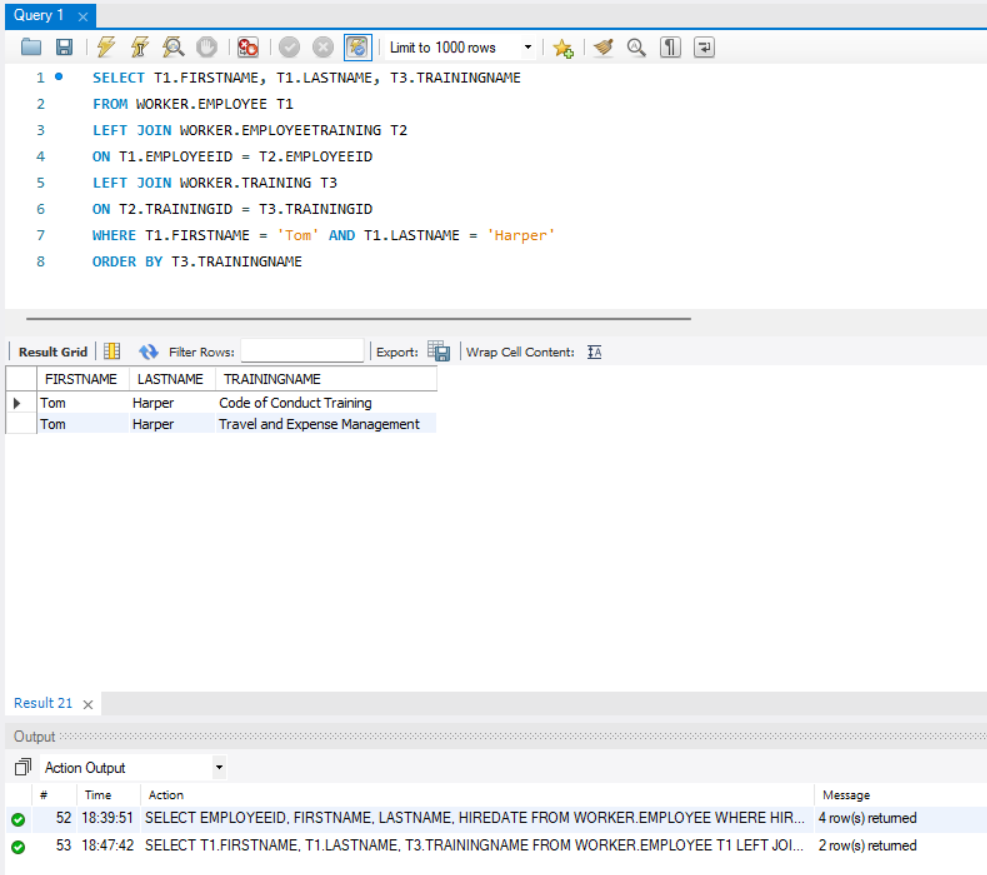 Query 1
Limit to 1000 rows
1 SELECT T1.FIRSTNAME, T1.LASTNAME, T3.TRAININGNAME
2 FROM WORKER.EMPLOYEE T1
3 LEFT JOIN WORKER.EMPLOYEETRAINING T2
4 ON T1.EMPLOYEEID = T2.EMPLOYEEID
5 LEFT JOIN WORKER.TRAINING T3
6 ON T2.TRAININGID = T3.TRAININGID
7 WHERE T1.FIRSTNAME = 'Tom' AND T1.LASTNAME = 'Harper'
8 ORDER BY T3.TRAININGNAME
Result Grid Filter Rows: Export: Wrap Cell Content:
FIRSTNAME LASTNAME TRAININGNAME
Tom Harper Code of Conduct Training
Tom Harper Travel and Expense Management
Result 21
Output
Action Output
# Time Action Message
52 18:39:51 SELECT EMPLOYEEID, FIRSTNAME, LASTNAME, HIREDATE FROM WORKER.EMPLOYEE WHERE HIR... 4 row(s) returned
53 18:47:42 SELECT T1.FIRSTNAME, T1.LASTNAME, T3.TRAININGNAME FROM WORKER.EMPLOYEE T1 LEFT JOI... 2 row(s) returned